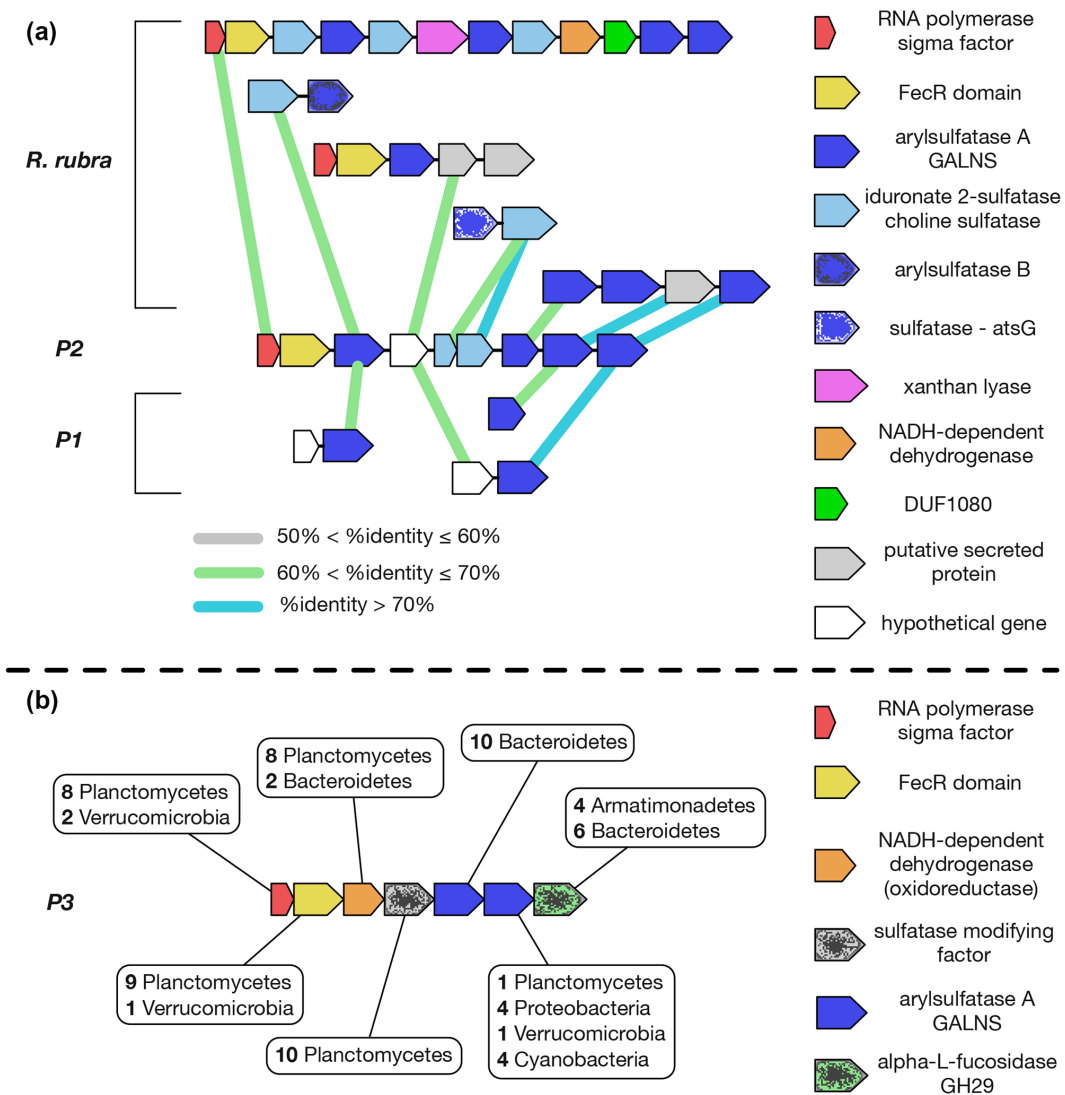 (a)
R. rubra
P2
P1
RNA polymerase
sigma factor
FecR domain
arylsulfatase A
GALNS
iduronate 2-sulfatase
choline sulfatase
arylsulfatase B
sulfatase - atsG
xanthan lyase
NADH-dependent
dehydrogenase
DUF1080
putative secreted
protein
hypothetical gene
50% < %identity ≤ 60%
60% < %identity ≤ 70%
%identity > 70%
(b)
8 Planctomycetes
2 Verrucomicrobia
8 Planctomycetes
2 Bacteroidetes
10 Bacteroidetes
4 Armatimonadetes
6 Bacteroidetes
P3
9 Planctomycetes
1 Verrucomicrobia
10 Planctomycetes
1 Planctomycetes
4 Proteobacteria
1 Verrucomicrobia
4 Cyanobacteria
RNA polymerase
sigma factor
FecR domain
NADH-dependent
dehydrogenase
(oxidoreductase)
sulfatase modifying
factor
arylsulfatase A
GALNS
alpha-L-fucosidase
GH29